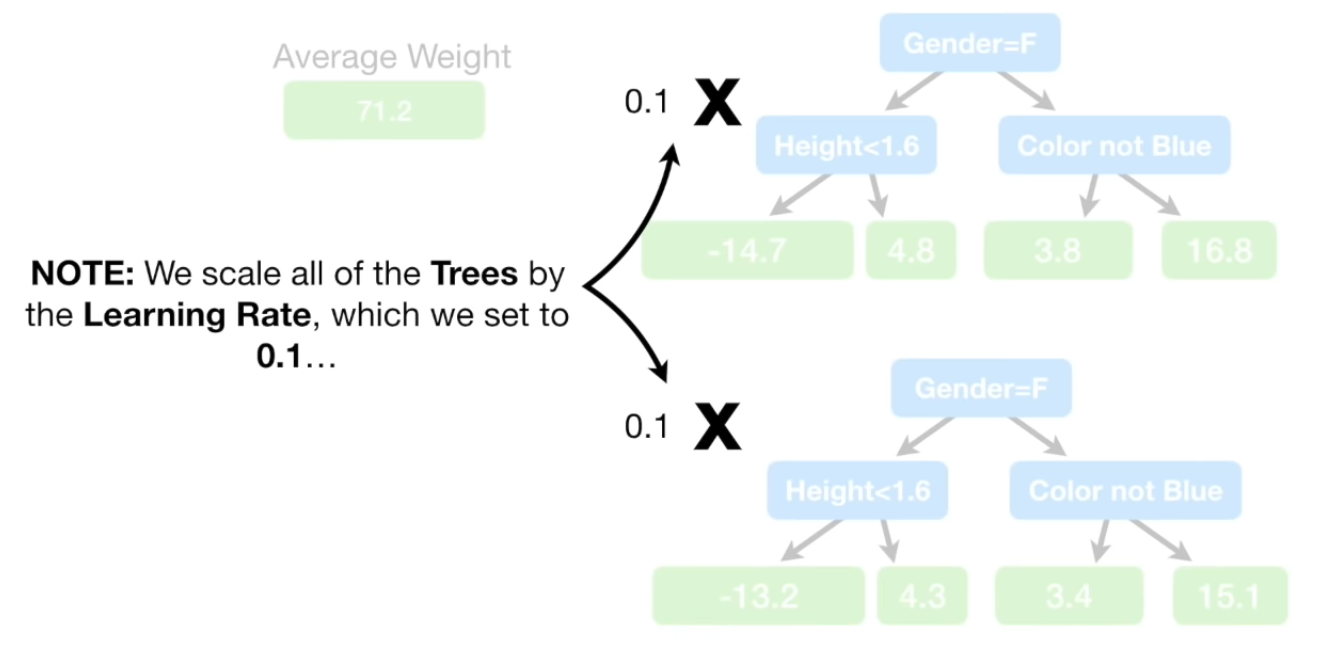 Average Weight
71.2
NOTE: We scale all of the Trees by
the Learning Rate, which we set to
0.1...
0.1 X
Gender=F
Height<1.6 Color not Blue
-14.7 4.8 3.8 16.8
0.1 X
Gender=F
Height<1.6 Color not Blue
-13.2 4.3 3.4 15.1